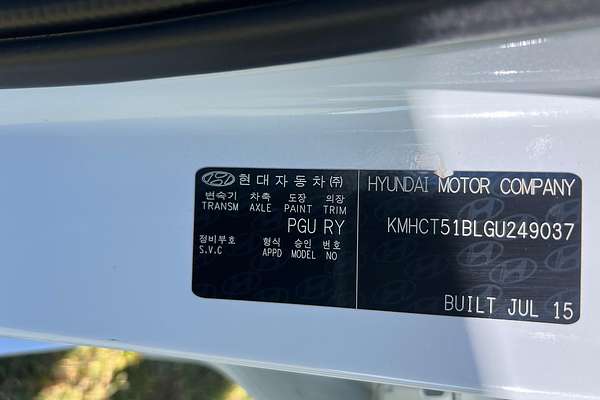 현대자동차㈜
변속기 차축 도장 의장
TRANSM AXLE PAINT TRIM
PGU RY
정비부호 형식 승인 번호
S.V.C APPD MODEL NO
HYUNDAI MOTOR COMPANY
KMHCT51BLGU249037
BUILT JUL 15